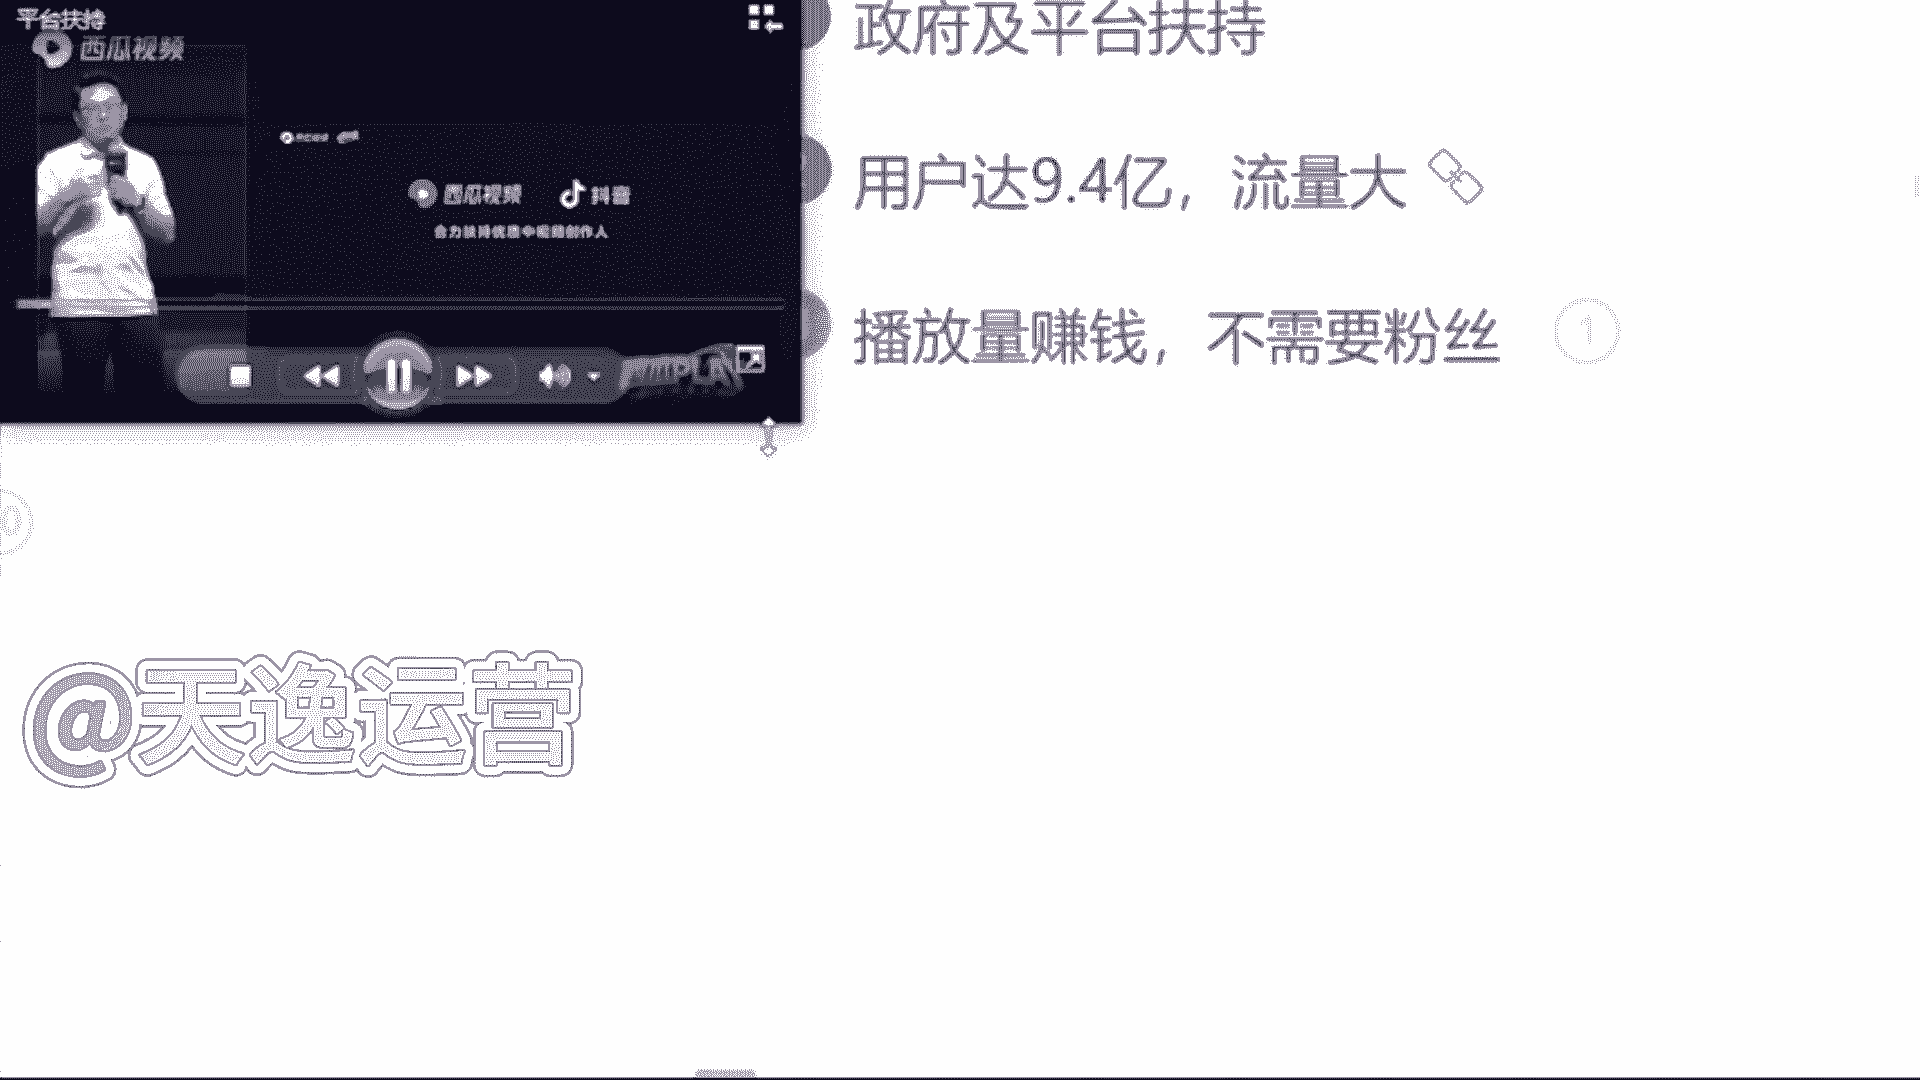 平台扶持
西瓜视频
西瓜视频 抖音
合力扶持优质中视频创作人
政府及平台扶持
用户达9.4亿，流量大
播放量赚钱，不需要粉丝 1
@天逸运营